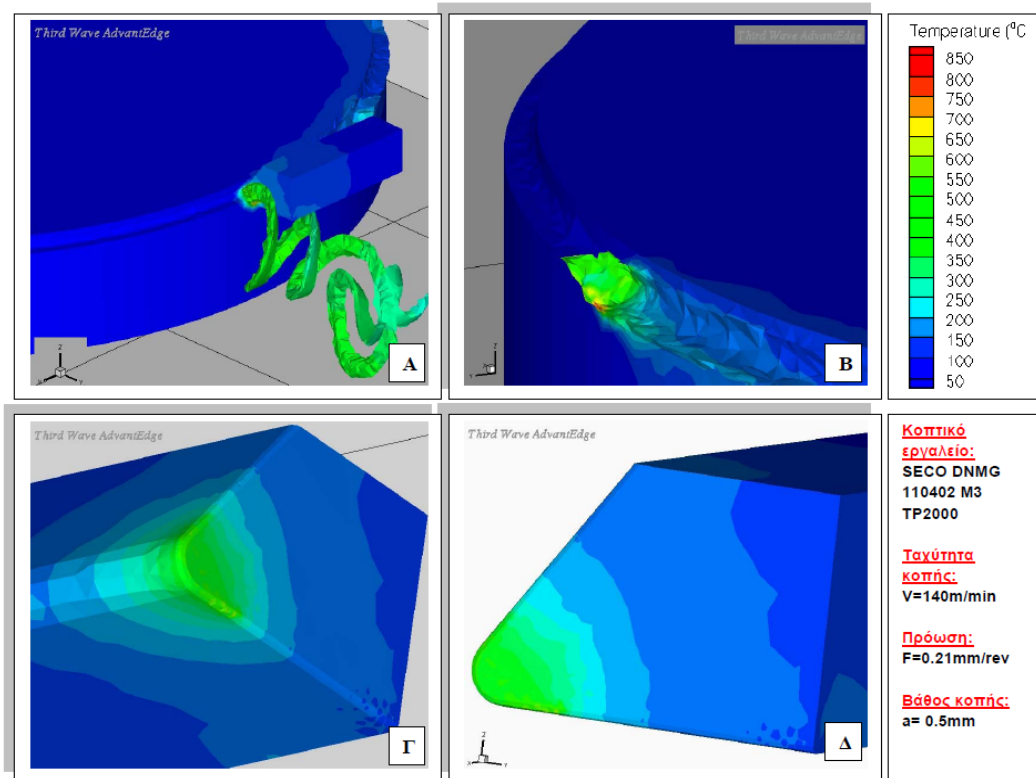 Third Wave AdvantEdge
A
Third Wave AdvantEdge
B
Temperature (°C
850
800
750
700
650
600
550
500
450
400
350
300
250
200
150
100
50
Third Wave AdvantEdge
Γ
Third Wave AdvantEdge
Δ
Κοπτικό
εργαλείο:
SECO DNMG
110402 M3
TP2000
Ταχύτητα
κοπής:
V=140m/min
Πρόωση:
F=0.21mm/rev
Βάθος κοπής:
a= 0.5mm